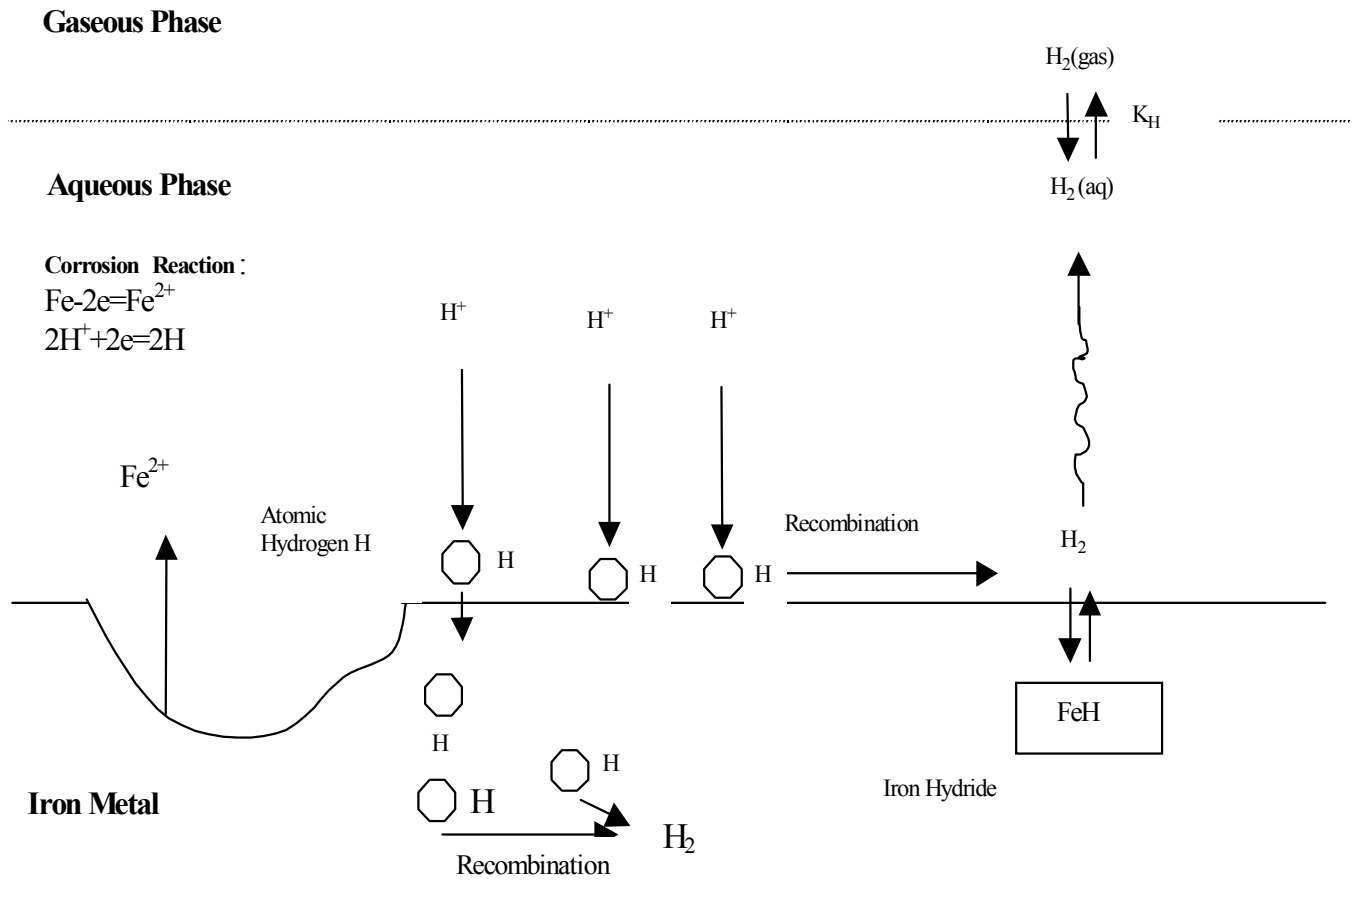 Gaseous Phase
H₂(gas)
K_H
Aqueous Phase
H₂ (aq)
Corrosion Reaction :
Fe-2e=Fe²⁺
2H⁺+2e=2H
H⁺
H⁺
H⁺
Fe²⁺
Atomic
Hydrogen H
Recombination
H₂
H
H
H
FeH
H
H
Iron Metal
H
Iron Hydride
H₂
Recombination